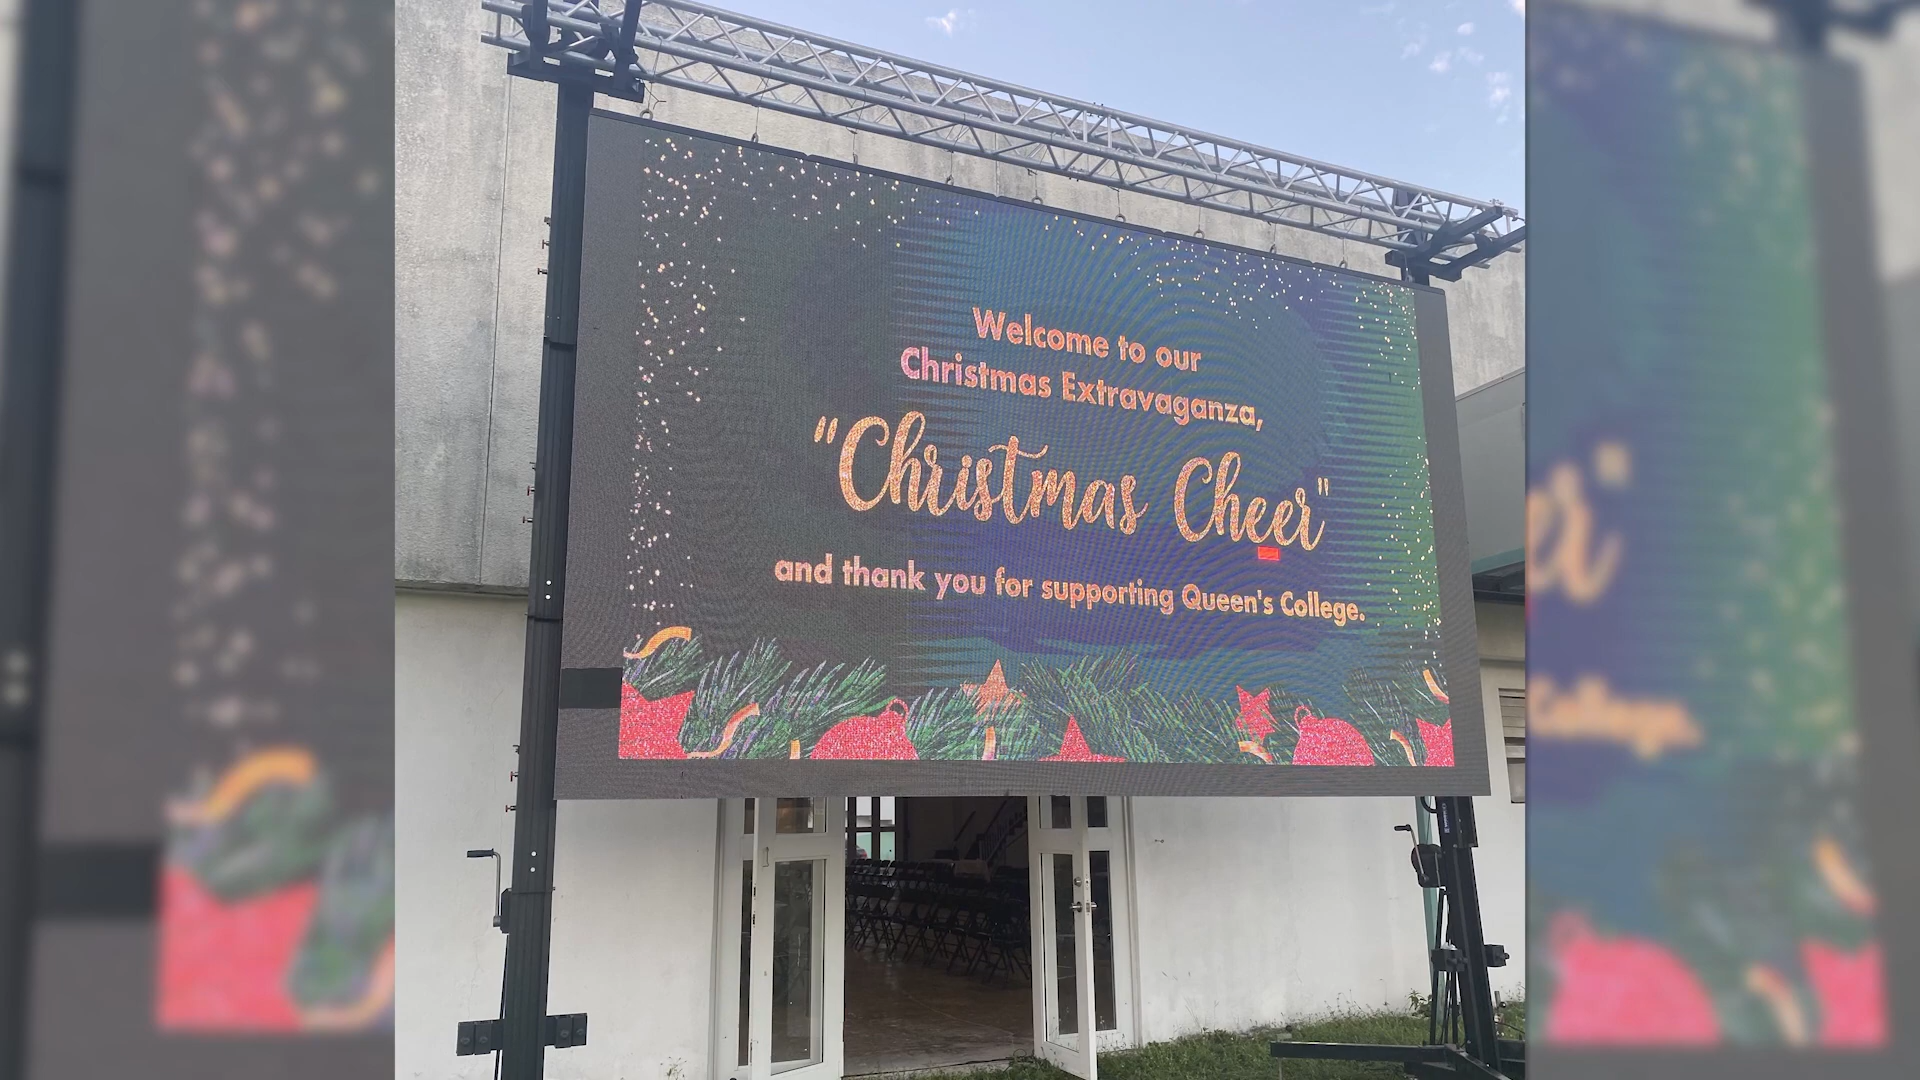 Welcome to our
Christmas Extravaganza,
"Christmas Cheer"
and thank you for supporting Queen's College.